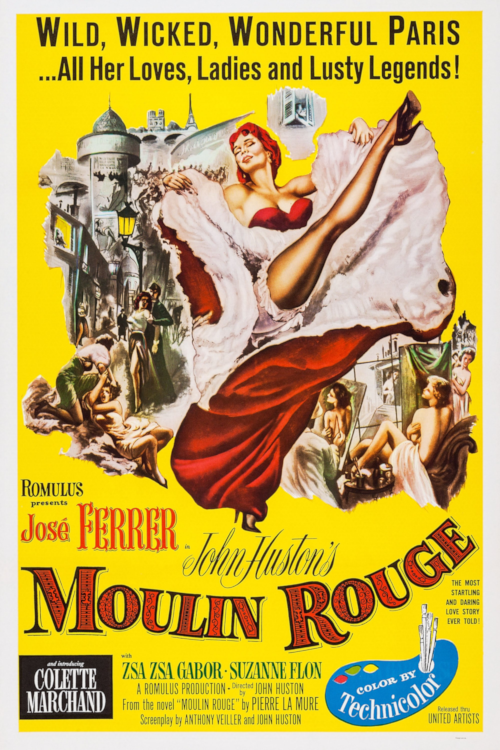 WILD, WICKED, WONDERFUL PARIS
...All Her Loves, Ladies and Lusty Legends!
ROMULUS
presents
José FERRER
in
John Huston's
MOULIN ROUGE
THE MOST
STARTLING
AND DARING
LOVE STORY
EVER TOLD!
and introducing
COLETTE
MARCHAND
with
ZSA ZSA GABOR · SUZANNE FLON
A ROMULUS PRODUCTION · Directed by JOHN HUSTON
From the novel "MOULIN ROUGE" by PIERRE LA MURE
Screenplay by ANTHONY VEILLER and JOHN HUSTON
COLOR BY
Technicolor
Released thru
UNITED ARTISTS